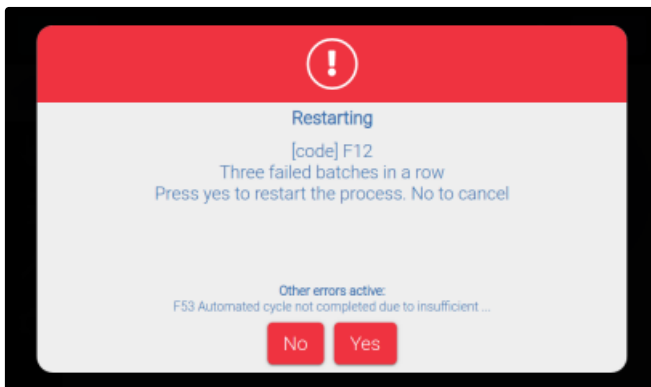 Restarting
[code] F12
Three failed batches in a row
Press yes to restart the process. No to cancel
Other errors active:
F53 Automated cycle not completed due to insufficient ...
No Yes